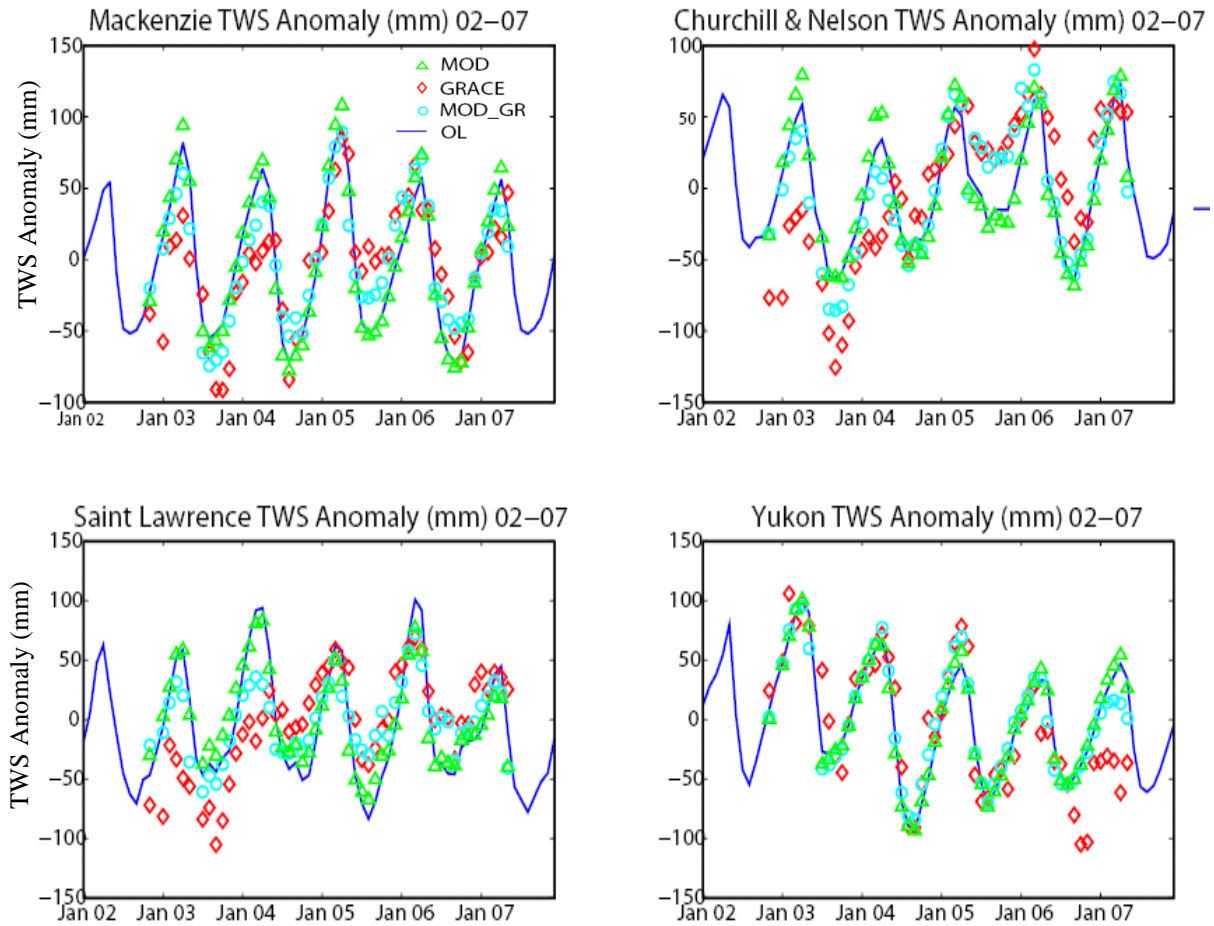 Mackenzie TWS Anomaly (mm) 02−07
TWS Anomaly (mm)
150
100
50
0
−50
−100
Jan 02 Jan 03 Jan 04 Jan 05 Jan 06 Jan 07
MOD
GRACE
MOD_GR
OL
Churchill & Nelson TWS Anomaly (mm) 02−07
100
50
0
−50
−100
−150
Jan 02 Jan 03 Jan 04 Jan 05 Jan 06 Jan 07
Saint Lawrence TWS Anomaly (mm) 02−07
TWS Anomaly (mm)
150
100
50
0
−50
−100
−150
Jan 02 Jan 03 Jan 04 Jan 05 Jan 06 Jan 07
Yukon TWS Anomaly (mm) 02−07
150
100
50
0
−50
−100
−150
Jan 02 Jan 03 Jan 04 Jan 05 Jan 06 Jan 07